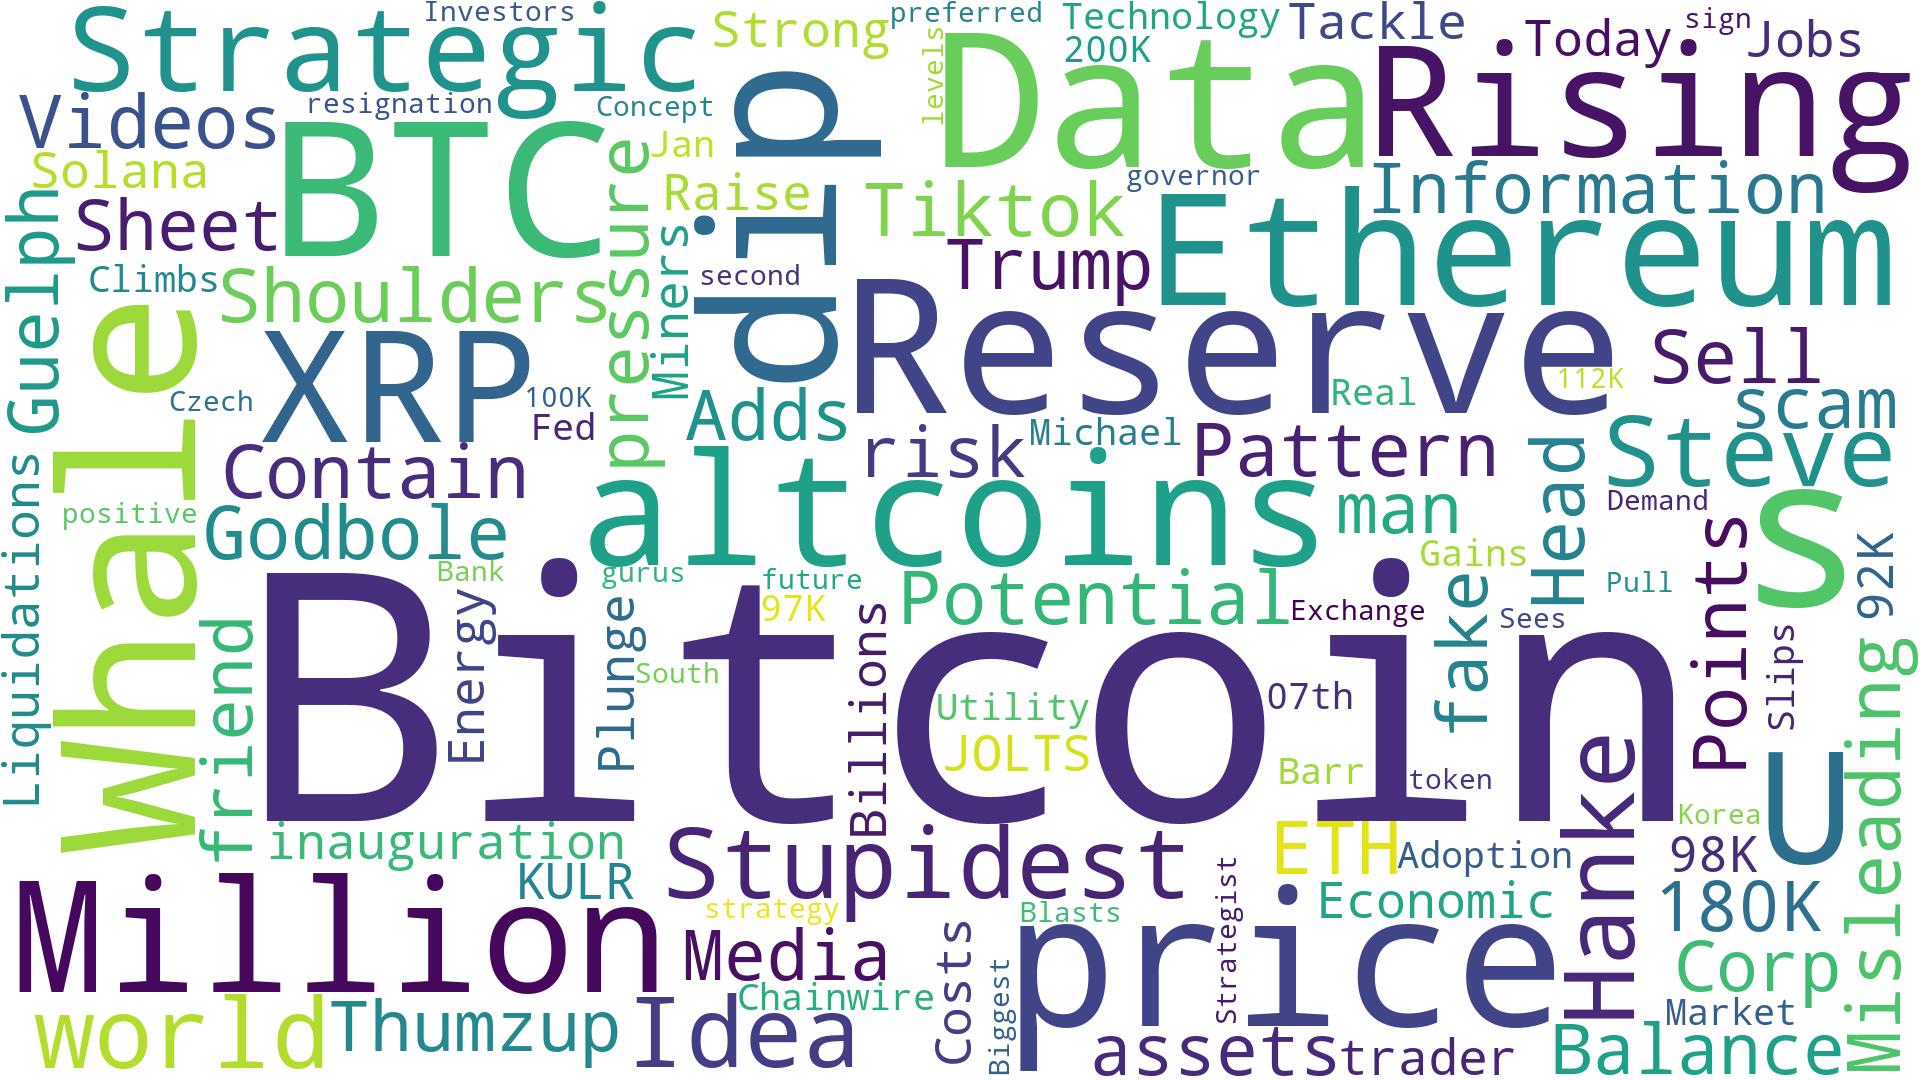 Strategic
Investors
Strong
preferred
Technology
Tackle
sign
Today
Jobs
200K
levels
Data
Rising
Videos
resignation
Concept
BTC
dip
Jan
Solana
Raise
Tiktok
governor
Information
Sheet
pressure
Miners
Guelph
Trump
Ethereum
Climbs
Shoulders
second
Reserve
Whale
XRP
Czech
100K
Fed
Adds
Real
112K
Sell
scam
risk
Michael
Pattern
Steve
Contain
altcoins
Head
Demand
man
S
positive
Liquidations
Godbole
Points
92K
Gains
Bank
gurus
future
97K
Potential
Exchange
fake
Sees
Pull
Bitcoin
friend
Energy
Plunge
South
Billions
Utility
JOLTS
07th
Slips
Misleading
Barr
token
Hanke
Korea
U
98K
inauguration
Stupidest
ETH
Adoption
KULR
Million
strategy
Blasts
Strategist
Economic
180K
price
Media
Costs
Corp
Chainwire
Biggest
world
Thumzup
Idea
Market
assets
trader
Balance